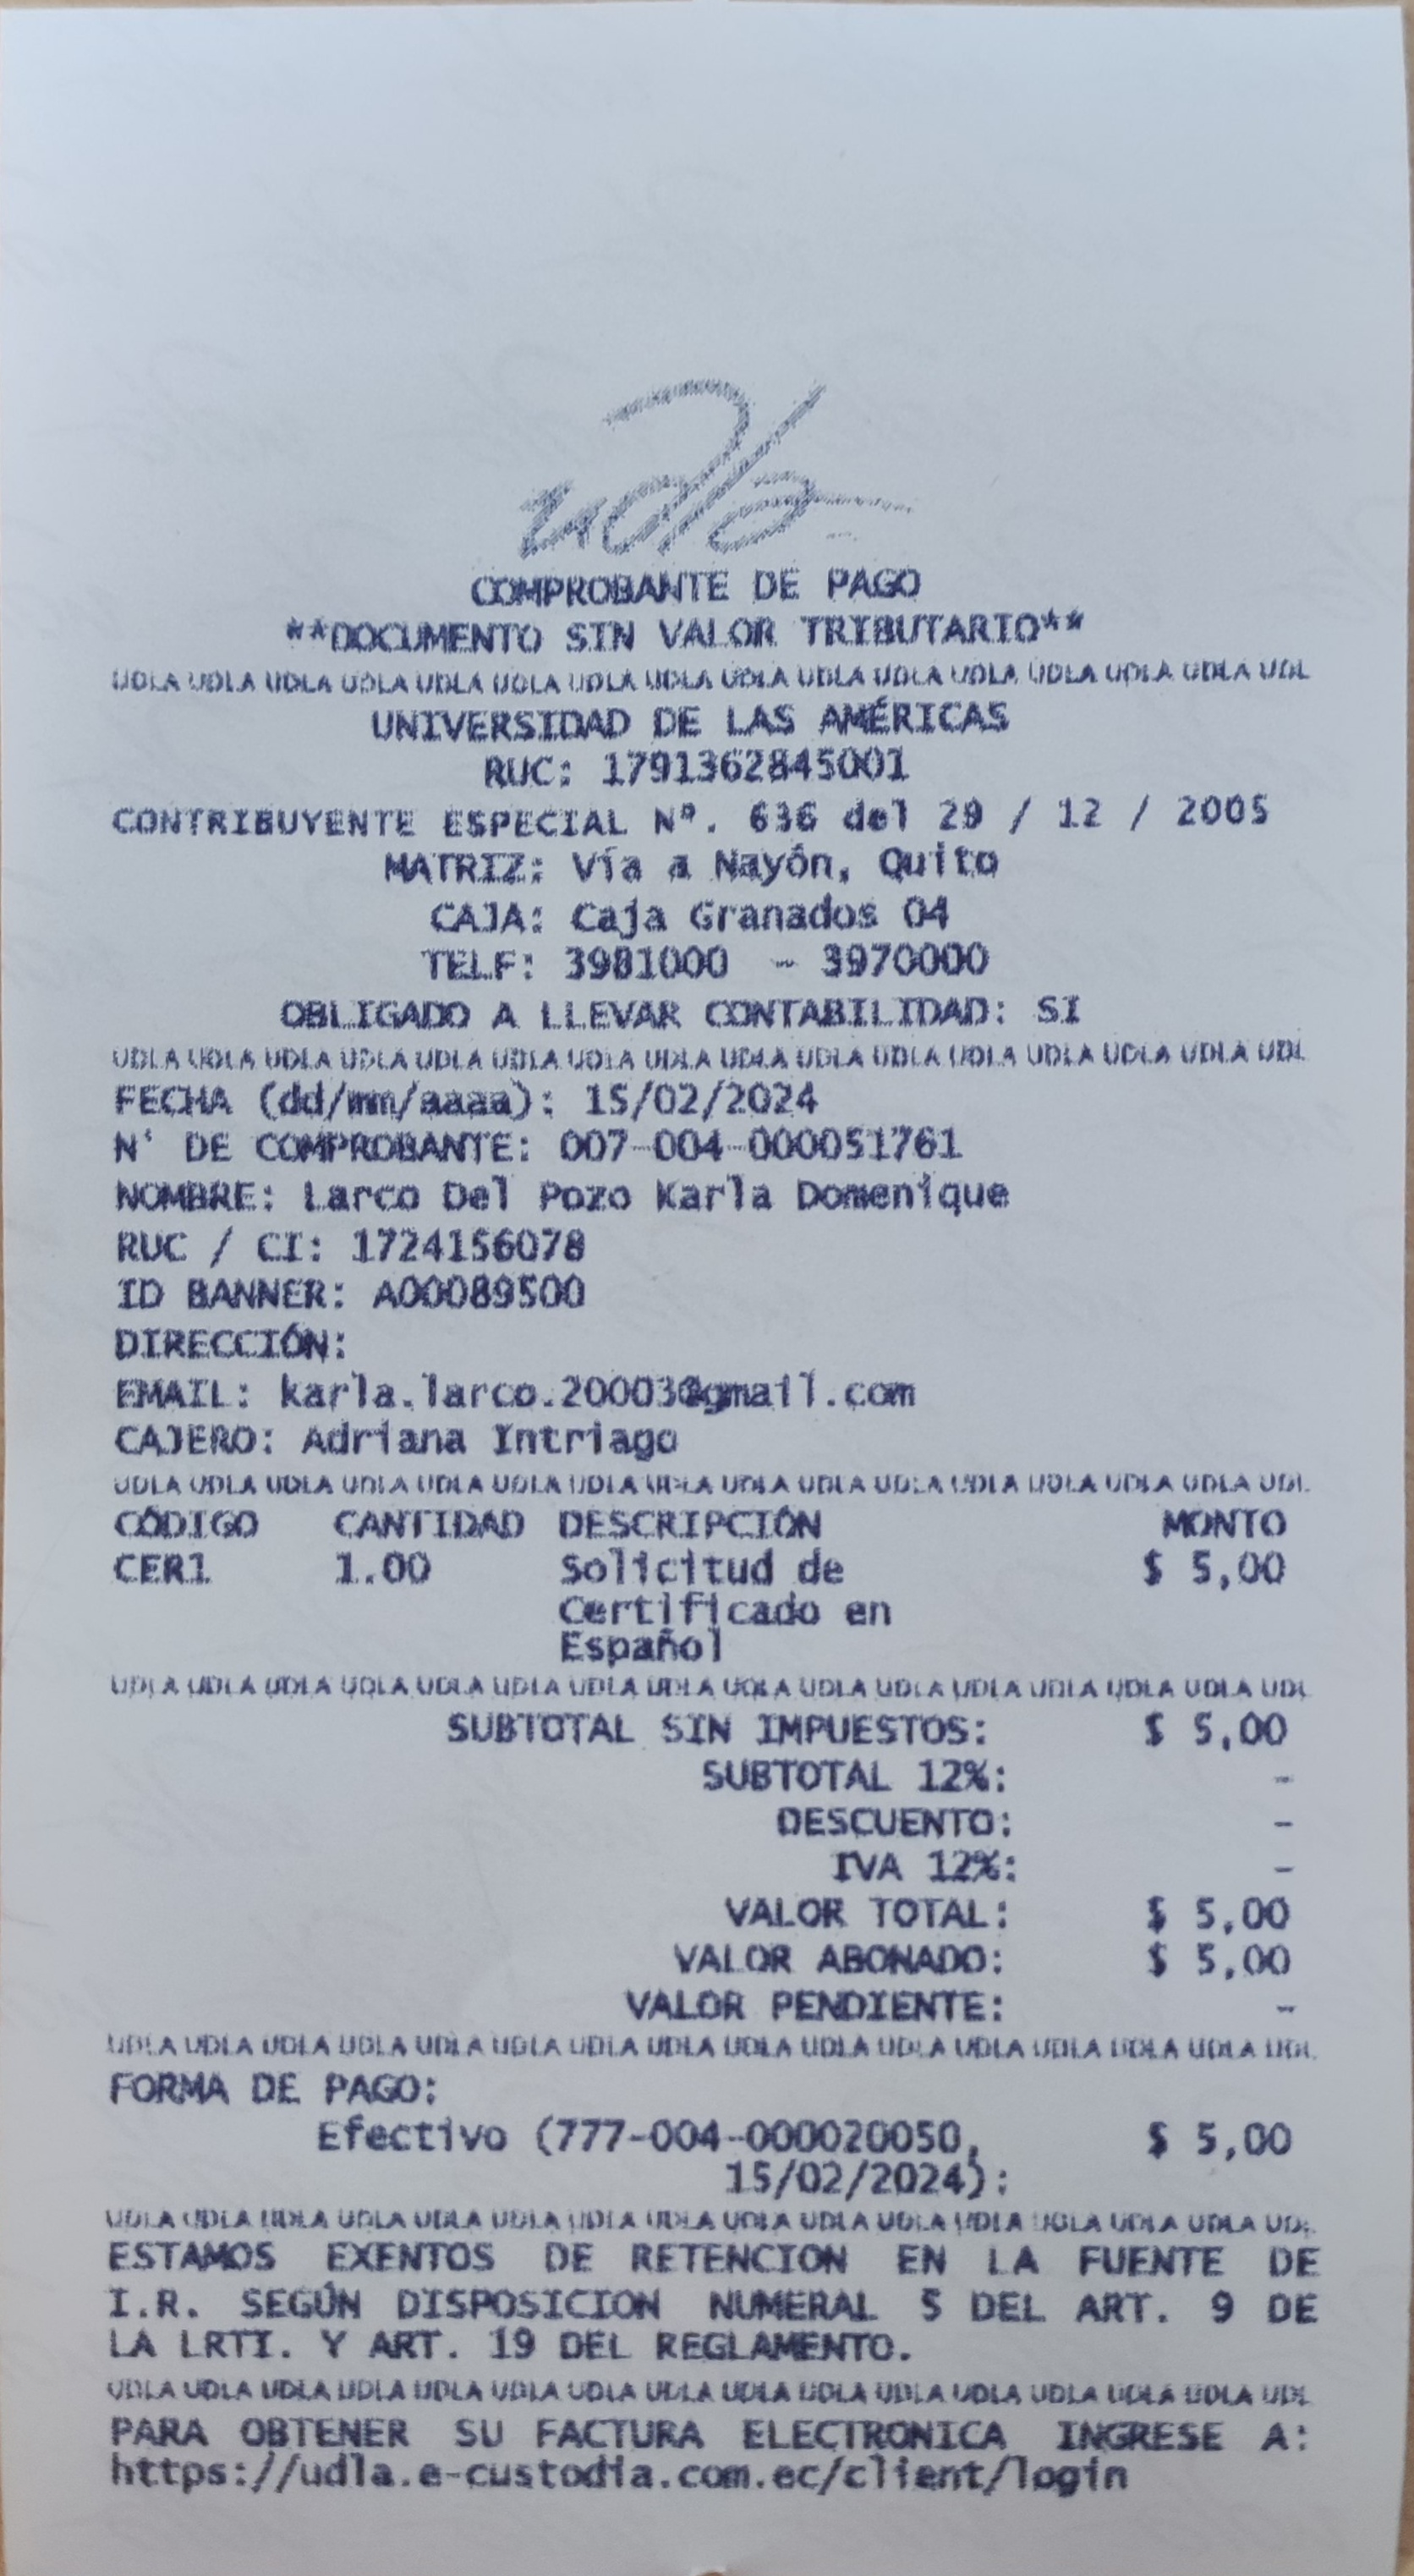 udla
COMPROBANTE DE PAGO
**DOCUMENTO SIN VALOR TRIBUTARIO**
UDLA UDLA UDLA UDLA UDLA UDLA UDLA UDLA UDLA UDLA UDLA UDLA UDLA UDLA UDLA UDL
UNIVERSIDAD DE LAS AMÉRICAS
RUC: 1791362845001
CONTRIBUYENTE ESPECIAL Nº. 636 del 29 / 12 / 2005
MATRIZ: Vía a Nayón, Quito
CAJA: Caja Granados 04
TELF: 3981000 - 3970000
OBLIGADO A LLEVAR CONTABILIDAD: SI
UDLA UDLA UDLA UDLA UDLA UDLA UDLA UDLA UDLA UDLA UDLA UDLA UDLA UDLA UDLA UDL
FECHA (dd/mm/aaaa): 15/02/2024
N° DE COMPROBANTE: 007-004-000051761
NOMBRE: Larco Del Pozo Karla Domenique
RUC / CI: 1724156078
ID BANNER: A00089500
DIRECCIÓN:
EMAIL: karla.larco.200030@gmail.com
CAJERO: Adriana Intriago
UDLA UDLA UDLA UDLA UDLA UDLA UDLA UDLA UDLA UDLA UDLA UDLA UDLA UDLA UDLA UDL
CÓDIGO CANTIDAD DESCRIPCIÓN MONTO
CER1 1.00 Solicitud de $ 5,00
Certificado en
Español
UDLA UDLA UDLA UDLA UDLA UDLA UDLA UDLA UDLA UDLA UDLA UDLA UDLA UDLA UDLA UDL
SUBTOTAL SIN IMPUESTOS: $ 5,00
SUBTOTAL 12%: -
DESCUENTO: -
IVA 12%: -
VALOR TOTAL: $ 5,00
VALOR ABONADO: $ 5,00
VALOR PENDIENTE: -
UDLA UDLA UDLA UDLA UDLA UDLA UDLA UDLA UDLA UDLA UDLA UDLA UDLA UDLA UDLA UDL
FORMA DE PAGO:
Efectivo (777-004-000020050, $ 5,00
15/02/2024):
UDLA UDLA UDLA UDLA UDLA UDLA UDLA UDLA UDLA UDLA UDLA UDLA UDLA UDLA UDLA UDL
ESTAMOS EXENTOS DE RETENCION EN LA FUENTE DE
I.R. SEGÚN DISPOSICION NUMERAL 5 DEL ART. 9 DE
LA LRTI. Y ART. 19 DEL REGLAMENTO.
UDLA UDLA UDLA UDLA UDLA UDLA UDLA UDLA UDLA UDLA UDLA UDLA UDLA UDLA UDLA UDL
PARA OBTENER SU FACTURA ELECTRONICA INGRESE A:
https://udla.e-custodia.com.ec/client/login